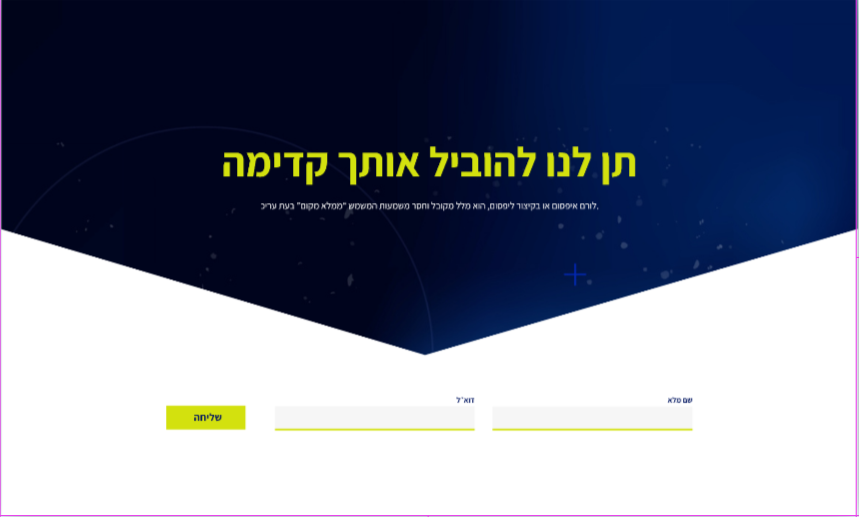 תן לנו להוביל אותך קדימה
לורם איפסום או בקיצור ליפסום, הוא מלל מקובל וחסר משמעות המשמש "ממלא מקום" בעת עריכ.
שם מלא
דוא״ל
שליחה